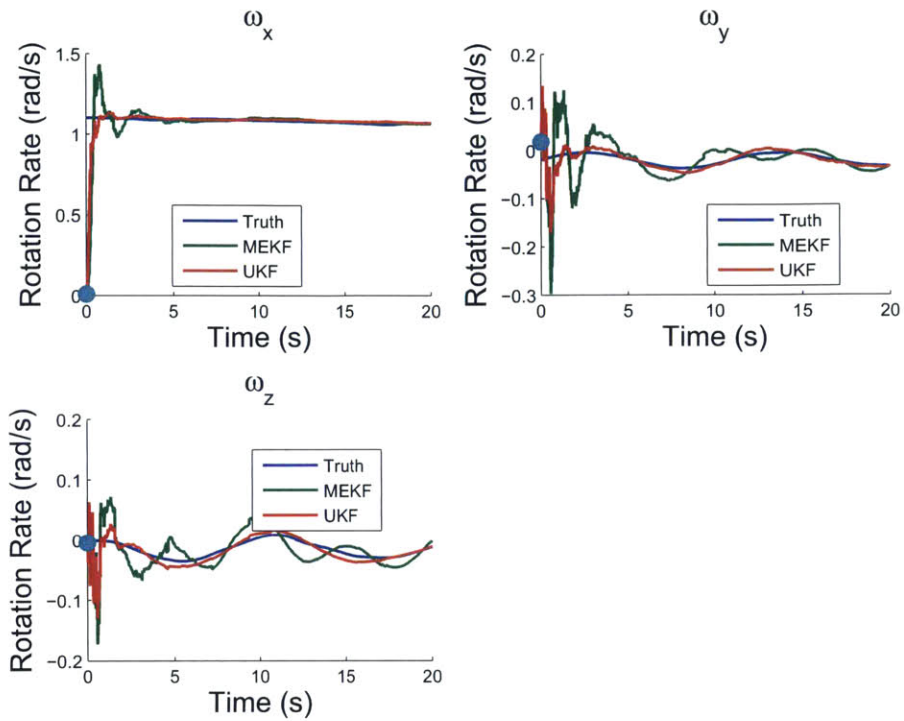 ω_x
Rotation Rate (rad/s)
1.5
1
0.5
0
Truth
MEKF
UKF
0 5 10 15 20
Time (s)
ω_y
Rotation Rate (rad/s)
0.2
0.1
0
−0.1
−0.2
−0.3
Truth
MEKF
UKF
0 5 10 15 20
Time (s)
ω_z
Rotation Rate (rad/s)
0.2
0.1
0
−0.1
−0.2
Truth
MEKF
UKF
0 5 10 15 20
Time (s)